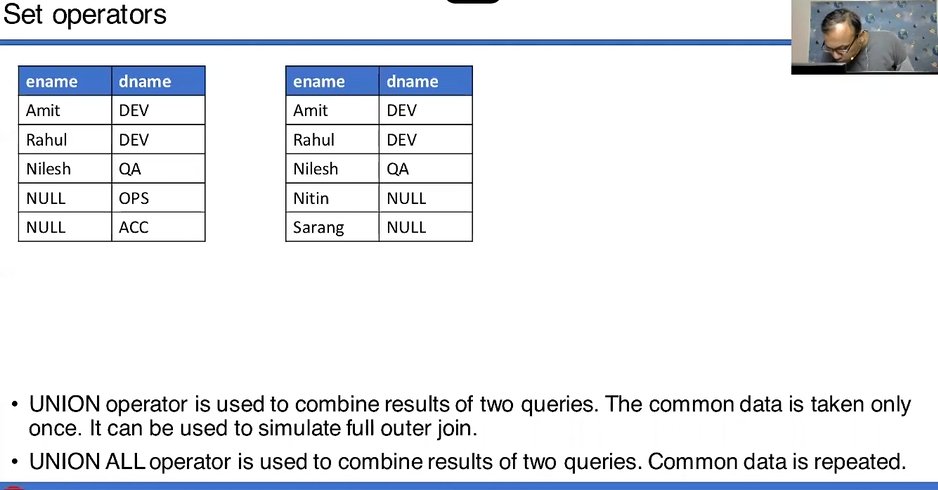 Set operators
ename dname
Amit DEV
Rahul DEV
Nilesh QA
NULL OPS
NULL ACC
ename dname
Amit DEV
Rahul DEV
Nilesh QA
Nitin NULL
Sarang NULL
• UNION operator is used to combine results of two queries. The common data is taken only
once. It can be used to simulate full outer join.
• UNION ALL operator is used to combine results of two queries. Common data is repeated.